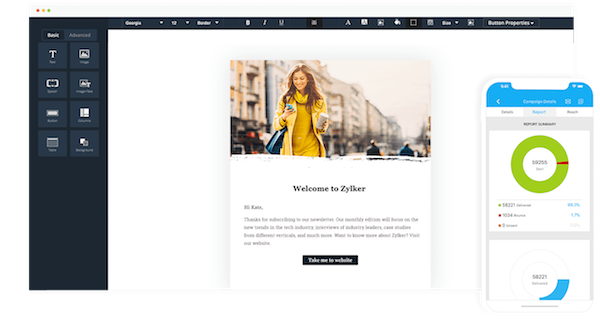 Georgia 12 Border B I U A A Size Button Properties
Basic Advanced
Text Image
Spacer Image+Text
Button Columns
Table Background
Welcome to Zylker
Hi Kate,
Thanks for subscribing to our newsletter. Our monthly edition will focus on
the new trends in the tech industry, interviews of industry leaders, case studies
from different verticals, and much more. Want to know more about Zylker? Visit
our website
Take me to website
Campaign Details
Details Report Reach
REPORT SUMMARY
59255
Sent
58221 Delivered 98.3%
1034 Bounce 1.7%
0 Unsent
58221
Delivered